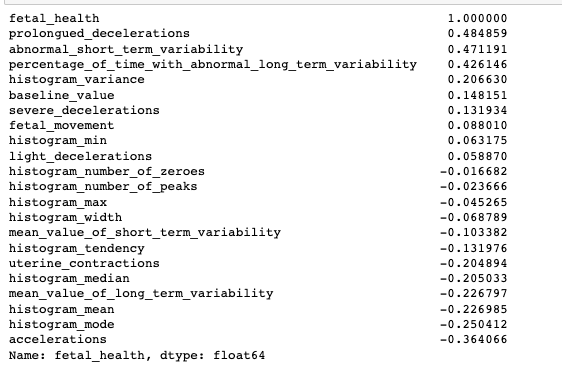 fetal_health 1.000000
prolongued_decelerations 0.484859
abnormal_short_term_variability 0.471191
percentage_of_time_with_abnormal_long_term_variability 0.426146
histogram_variance 0.206630
baseline_value 0.148151
severe_decelerations 0.131934
fetal_movement 0.088010
histogram_min 0.063175
light_decelerations 0.058870
histogram_number_of_zeroes -0.016682
histogram_number_of_peaks -0.023666
histogram_max -0.045265
histogram_width -0.068789
mean_value_of_short_term_variability -0.103382
histogram_tendency -0.131976
uterine_contractions -0.204894
histogram_median -0.205033
mean_value_of_long_term_variability -0.226797
histogram_mean -0.226985
histogram_mode -0.250412
accelerations -0.364066
Name: fetal_health, dtype: float64